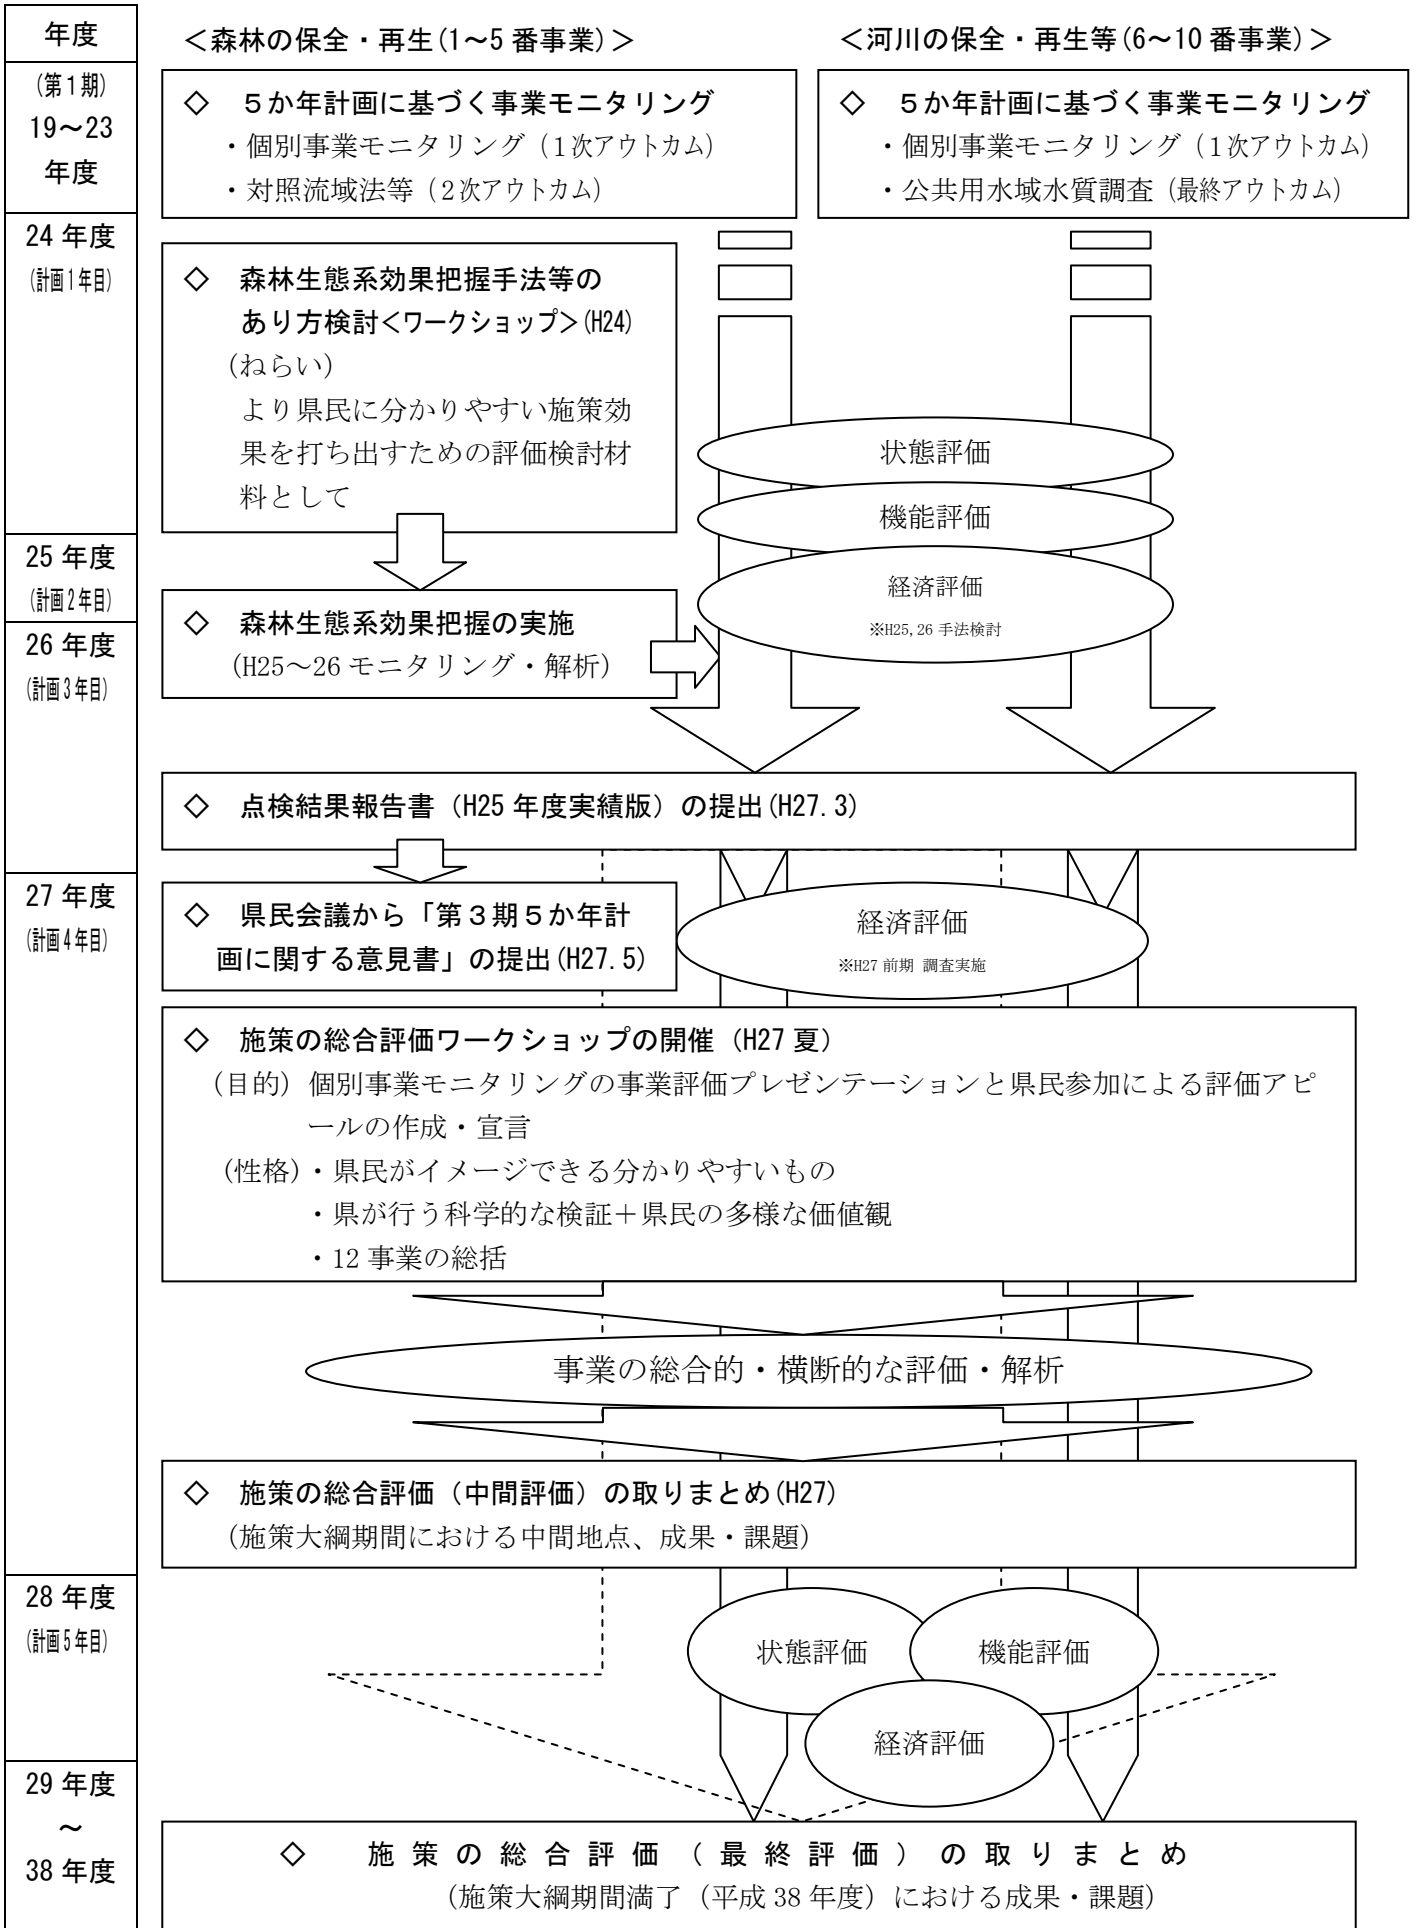 年度
＜森林の保全・再生(1～5番事業)＞
＜河川の保全・再生等(6～10番事業)＞
(第1期)
19～23
年度
◇ 5か年計画に基づく事業モニタリング
・個別事業モニタリング（1次アウトカム）
・対照流域法等（2次アウトカム）
◇ 5か年計画に基づく事業モニタリング
・個別事業モニタリング（1次アウトカム）
・公共用水域水質調査（最終アウトカム）
24年度
(計画1年目)
◇ 森林生態系効果把握手法等の
あり方検討<ワークショップ>(H24)
(ねらい)
より県民に分かりやすい施策効
果を打ち出すための評価検討材
料として
状態評価
機能評価
25年度
(計画2年目)
経済評価
※H25,26 手法検討
26年度
(計画3年目)
◇ 森林生態系効果把握の実施
(H25～26 モニタリング・解析)
◇ 点検結果報告書（H25年度実績版）の提出(H27.3)
27年度
(計画4年目)
◇ 県民会議から「第3期5か年計
画に関する意見書」の提出(H27.5)
経済評価
※H27前期 調査実施
◇ 施策の総合評価ワークショップの開催（H27夏）
（目的）個別事業モニタリングの事業評価プレゼンテーションと県民参加による評価アピ
ールの作成・宣言
(性格)・県民がイメージできる分かりやすいもの
・県が行う科学的な検証＋県民の多様な価値観
・12事業の総括
事業の総合的・横断的な評価・解析
◇ 施策の総合評価（中間評価）の取りまとめ(H27)
(施策大綱期間における中間地点、成果・課題)
28年度
(計画5年目)
状態評価
機能評価
経済評価
29年度
～
38年度
◇ 施策の総合評価（最終評価）の取りまとめ
(施策大綱期間満了（平成38年度）における成果・課題)